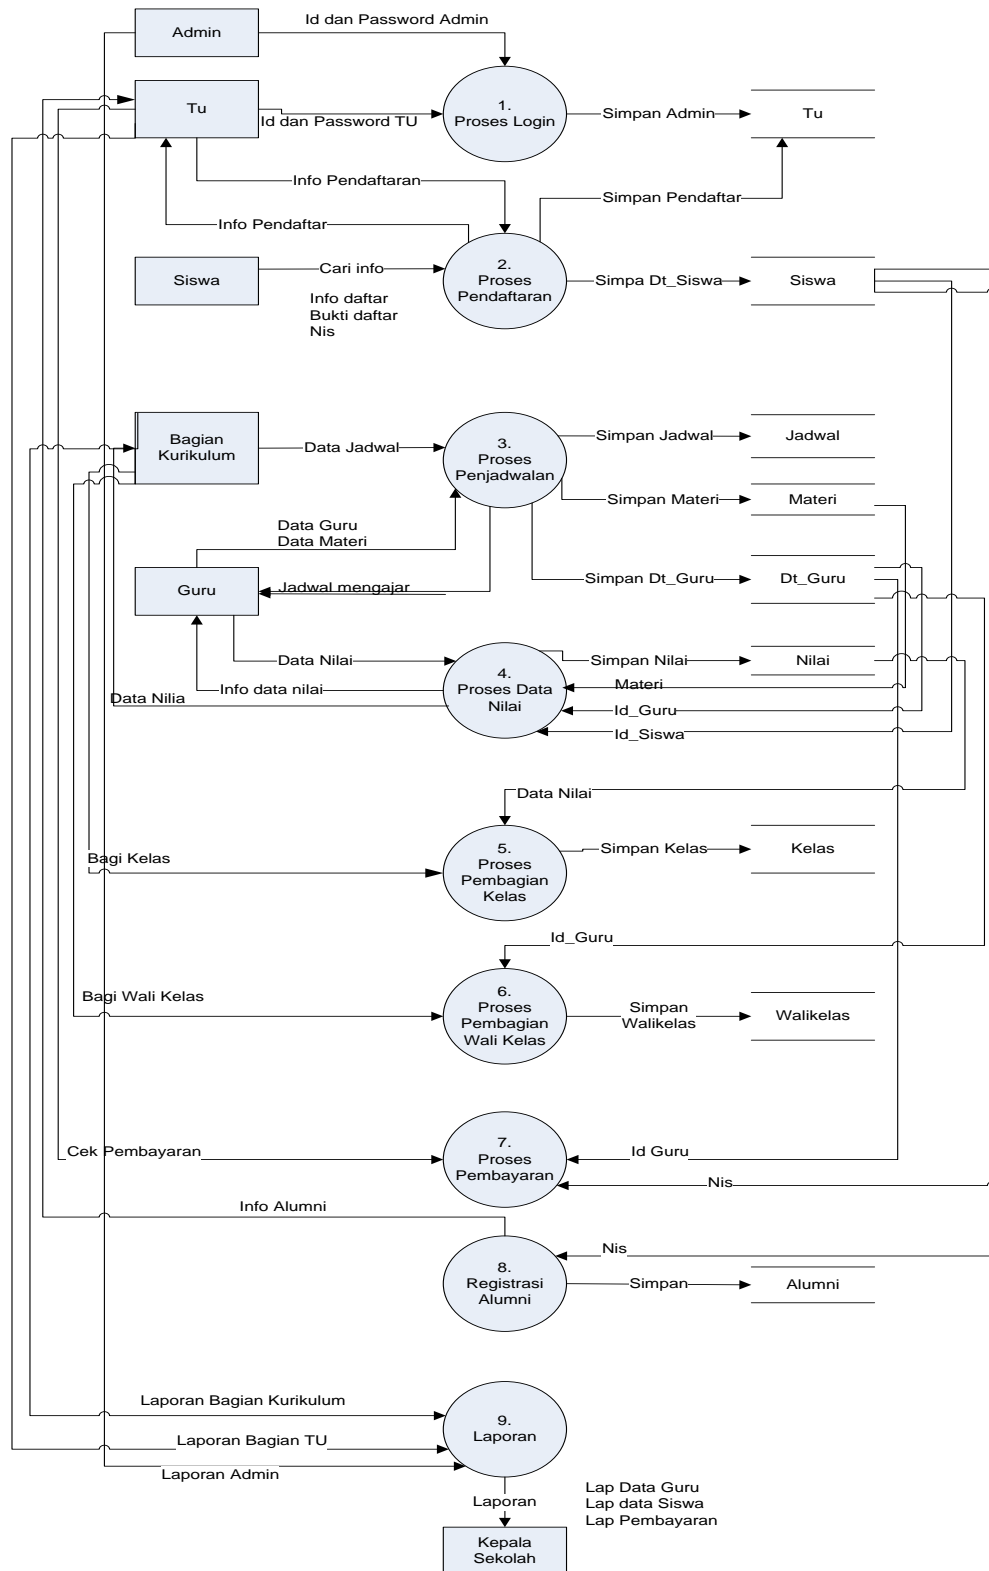 Id dan Password Admin
Admin
Tu
Id dan Password TU
1.
Proses Login
Simpan Admin
Tu
Info Pendaftaran
Simpan Pendaftar
Info Pendaftar
Siswa
Cari info
Info daftar
Bukti daftar
Nis
2.
Proses
Pendaftaran
Simpa Dt_Siswa
Siswa
Bagian
Kurikulum
Data Jadwal
3.
Proses
Penjadwalan
Simpan Jadwal
Jadwal
Simpan Materi
Materi
Data Guru
Data Materi
Guru
Jadwal mengajar
Simpan Dt_Guru
Dt_Guru
Data Nilai
Info data nilai
Data Nilia
4.
Proses Data
Nilai
Simpan Nilai
Nilai
Materi
Id_Guru
Id_Siswa
Data Nilai
Bagi Kelas
5.
Proses
Pembagian
Kelas
Simpan Kelas
Kelas
Id_Guru
Bagi Wali Kelas
6.
Proses
Pembagian
Wali Kelas
Simpan
Walikelas
Walikelas
Cek Pembayaran
7.
Proses
Pembayaran
Id Guru
Nis
Info Alumni
8.
Registrasi
Alumni
Nis
Simpan
Alumni
Laporan Bagian Kurikulum
Laporan Bagian TU
Laporan Admin
9.
Laporan
Laporan
Lap Data Guru
Lap data Siswa
Lap Pembayaran
Kepala
Sekolah